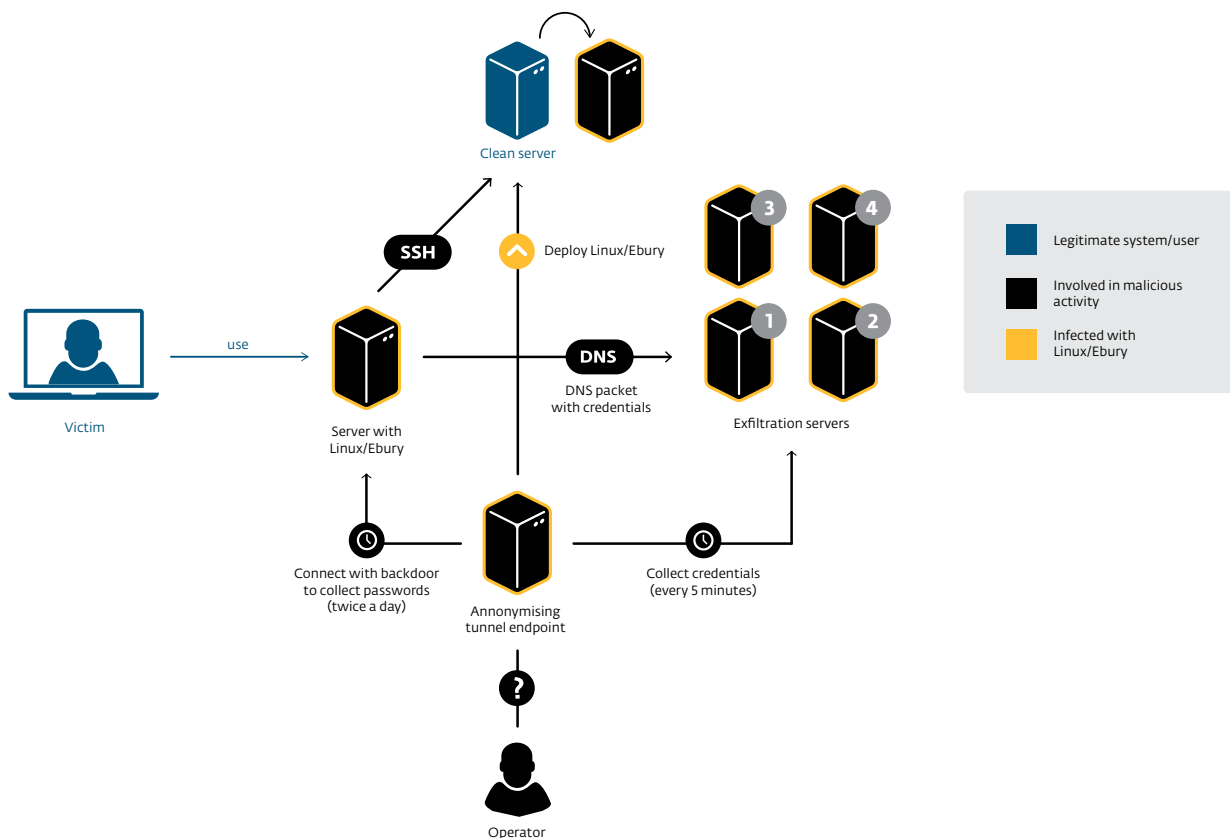 Clean server
3
4
SSH
Deploy Linux/Ebury
Legitimate system/user
Involved in malicious
activity
Infected with
Linux/Ebury
1
2
use
DNS
DNS packet
with credentials
Victim
Server with
Linux/Ebury
Exfiltration servers
Connect with backdoor
to collect passwords
(twice a day)
Collect credentials
(every 5 minutes)
Annonymising
tunnel endpoint
?
Operator